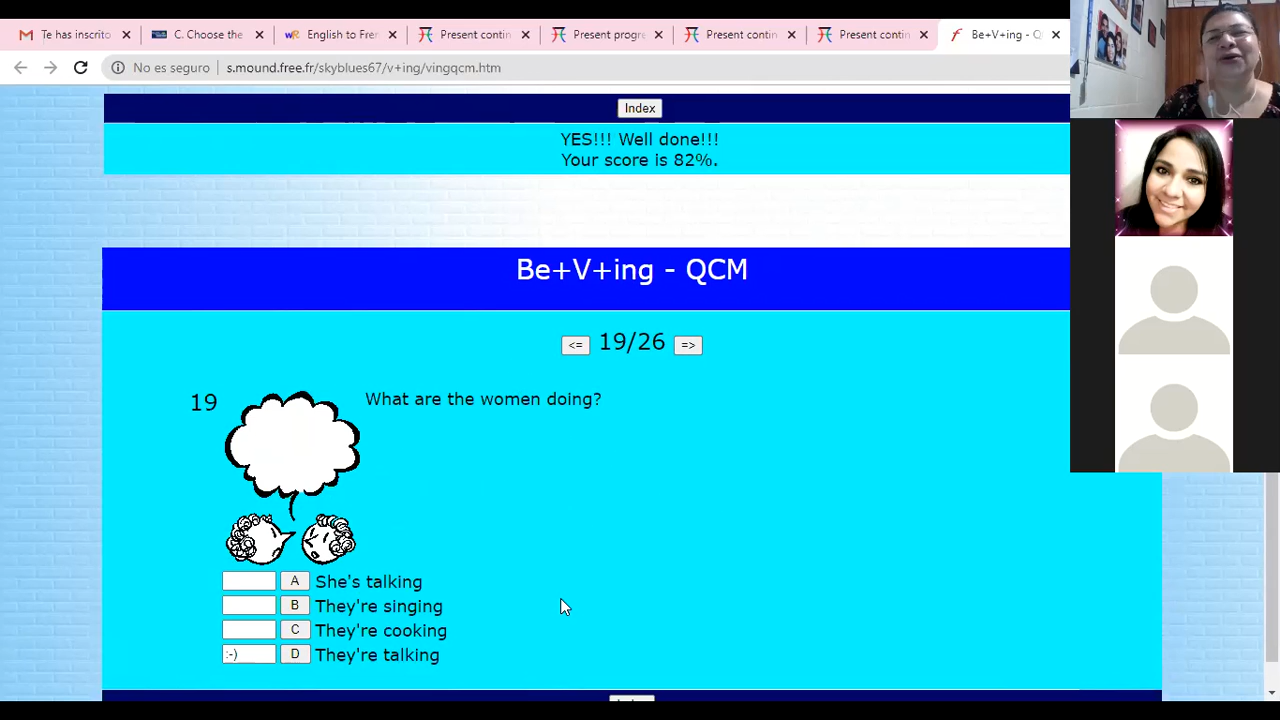 Te has inscrito
C. Choose the
English to Fren
Present contin
Present progre
Present contin
Present contin
Be+V+ing - Q
No es seguro
s.mound.free.fr/skyblues67/v+ing/vingqcm.htm
Index
YES!!! Well done!!!
Your score is 82%.
Be+V+ing - QCM
<= 19/26 =>
19 What are the women doing?
A She's talking
B They're singing
C They're cooking
:-) D They're talking